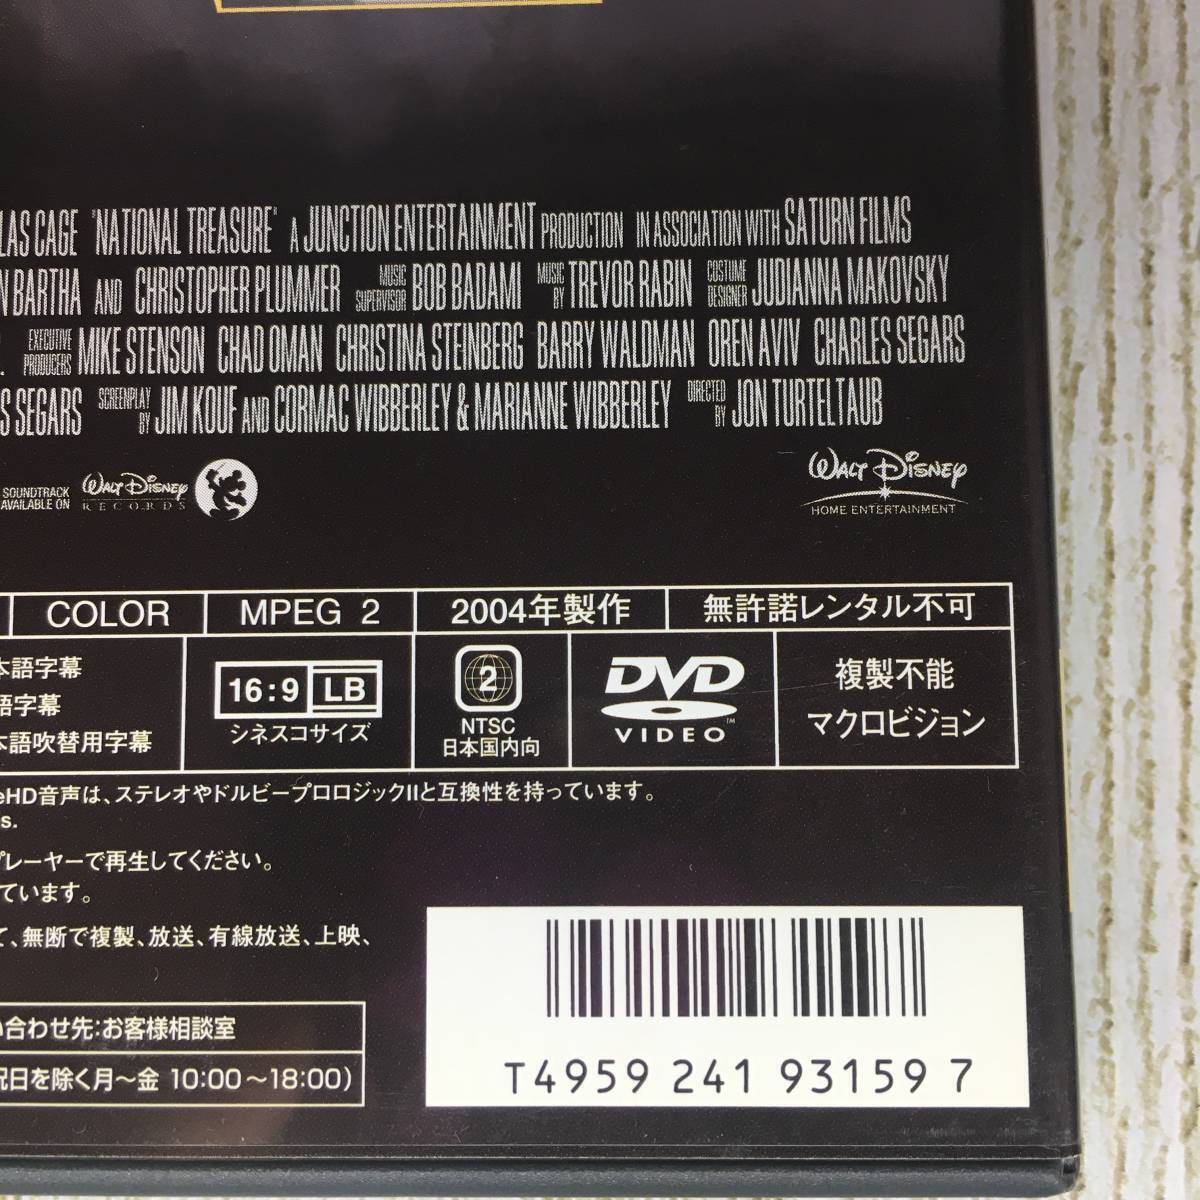 LAS CAGE "NATIONAL TREASURE" A JUNCTION ENTERTAINMENT PRODUCTION IN ASSOCIATION WITH SATURN FILMS
N BARTHA AND CHRISTOPHER PLUMMER MUSIC SUPERVISOR BOB BADAMI MUSIC BY TREVOR RABIN COSTUME DESIGNER JUDIANNA MAKOVSKY
. EXECUTIVE PRODUCERS MIKE STENSON CHAD OMAN CHRISTINA STEINBERG BARRY WALDMAN OREN AVIV CHARLES SEGARS
S SEGARS SCREENPLAY BY JIM KOUF AND CORMAC WIBBERLEY & MARIANNE WIBBERLEY DIRECTED BY JON TURTELTAUB
SOUNDTRACK AVAILABLE ON
WALT DISNEY
RECORDS
WALT DISNEY
HOME ENTERTAINMENT
COLOR
MPEG 2
2004年製作
無許諾レンタル不可
本語字幕
語字幕
本語吹替用字幕
16:9 LB
シネスコサイズ
2
NTSC
日本国内向
DVD
VIDEO
™
複製不能
マクロビジョン
eHD音声は、ステレオやドルビープロロジックIIと互換性を持っています。
s.
プレーヤーで再生してください。
ています。
て、無断で複製、放送、有線放送、上映、
い合わせ先:お客様相談室
祝日を除く月〜金 10:00〜18:00)
T4959 241 93159 7